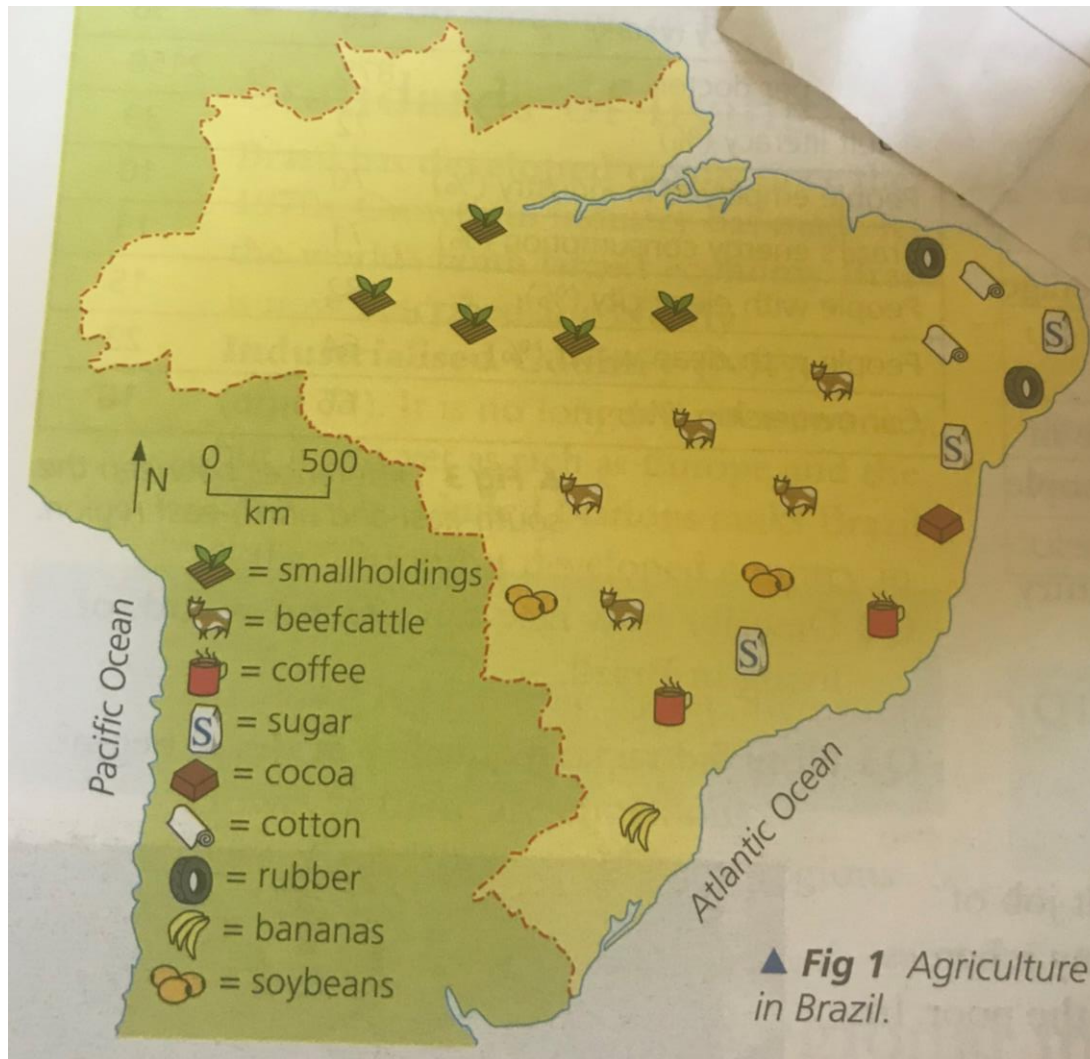 N
0 500
km
= smallholdings
= beefcattle
= coffee
S = sugar
= cocoa
= cotton
= rubber
= bananas
= soybeans
Pacific Ocean
Atlantic Ocean
S
S
S
▲ Fig 1 Agriculture
in Brazil.